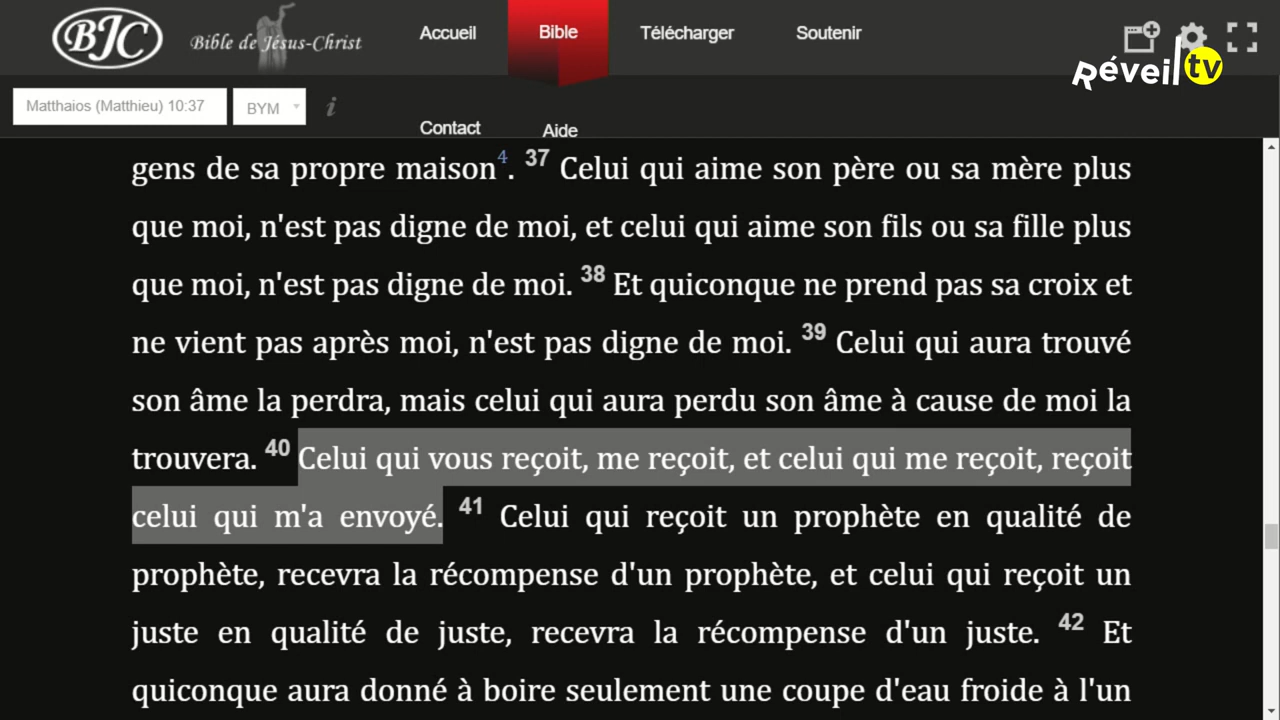 BJC
Bible de Jésus-Christ
Accueil
Bible
Télécharger
Soutenir
Réveil tv
Matthaios (Matthieu) 10:37
BYM
i
Contact
Aide
gens de sa propre maison4. 37 Celui qui aime son père ou sa mère plus
que moi, n'est pas digne de moi, et celui qui aime son fils ou sa fille plus
que moi, n'est pas digne de moi. 38 Et quiconque ne prend pas sa croix et
ne vient pas après moi, n'est pas digne de moi. 39 Celui qui aura trouvé
son âme la perdra, mais celui qui aura perdu son âme à cause de moi la
trouvera. 40 Celui qui vous reçoit, me reçoit, et celui qui me reçoit, reçoit
celui qui m'a envoyé. 41 Celui qui reçoit un prophète en qualité de
prophète, recevra la récompense d'un prophète, et celui qui reçoit un
juste en qualité de juste, recevra la récompense d'un juste. 42 Et
quiconque aura donné à boire seulement une coupe d'eau froide à l'un